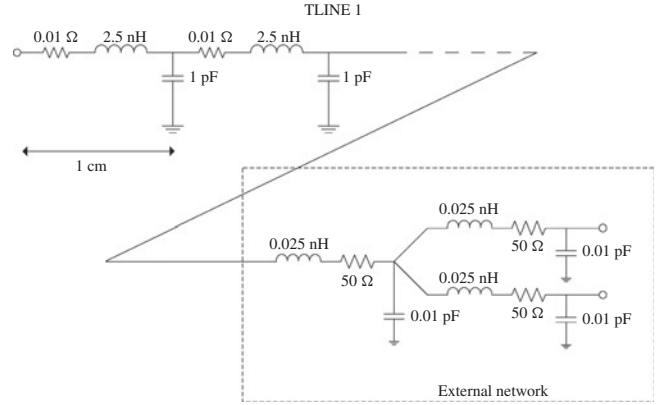 TLINE 1
0.01 Ω 2.5 nH 0.01 Ω 2.5 nH
1 pF 1 pF
1 cm
0.025 nH
0.025 nH
50 Ω 0.01 pF
50 Ω
0.025 nH
0.01 pF 50 Ω 0.01 pF
External network